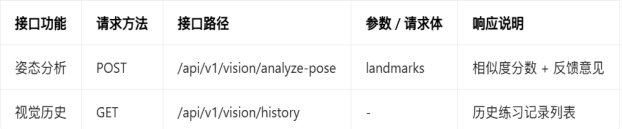 接口功能 请求方法 接口路径 参数 / 请求体 响应说明
姿态分析 POST /api/v1/vision/analyze-pose landmarks 相似度分数 + 反馈意见
视觉历史 GET /api/v1/vision/history - 历史练习记录列表